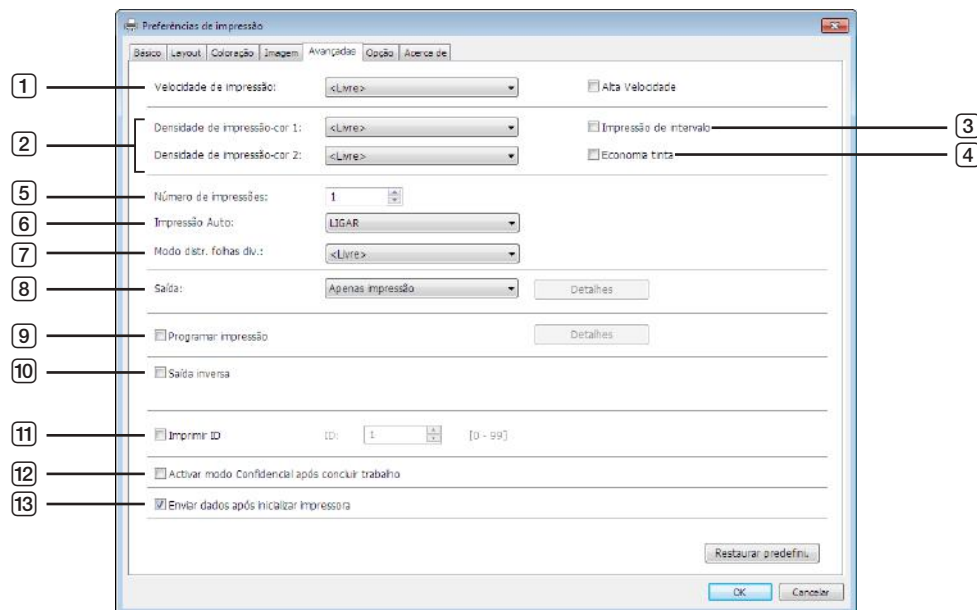 Preferências de impressão
Básico Layout Coloração Imagem Avançadas Opção Acerca de
1 Velocidade de impressão: <Livre> Alta Velocidade
2 Densidade de impressão-cor 1: <Livre> Impressão de intervalo 3
Densidade de impressão-cor 2: <Livre> Economia tinta 4
5 Número de impressões: 1
6 Impressão Auto: LIGAR
7 Modo distr. folhas div.: <Livre>
8 Saída: Apenas impressão Detalhes
9 Programar impressão Detalhes
10 Saída inversa
11 Imprimir ID ID: 1 [0 - 99]
12 Activar modo Confidencial após concluir trabalho
13 Enviar dados após inicializar impressora
Restaurar predefini.
OK Cancelar